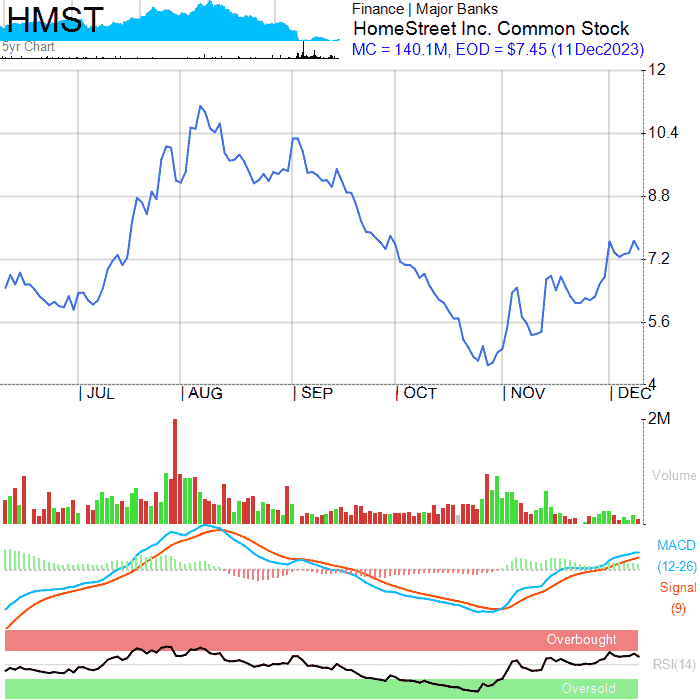 HMST
5yr Chart
Finance | Major Banks
HomeStreet Inc. Common Stock
MC = 140.1M, EOD = $7.45 (11Dec2023)
12
10.4
8.8
7.2
5.6
4
| JUL | AUG | SEP | OCT | NOV | DEC
2M
Volume
MACD
(12-26)
Signal
(9)
Overbought
RSI(14)
Oversold